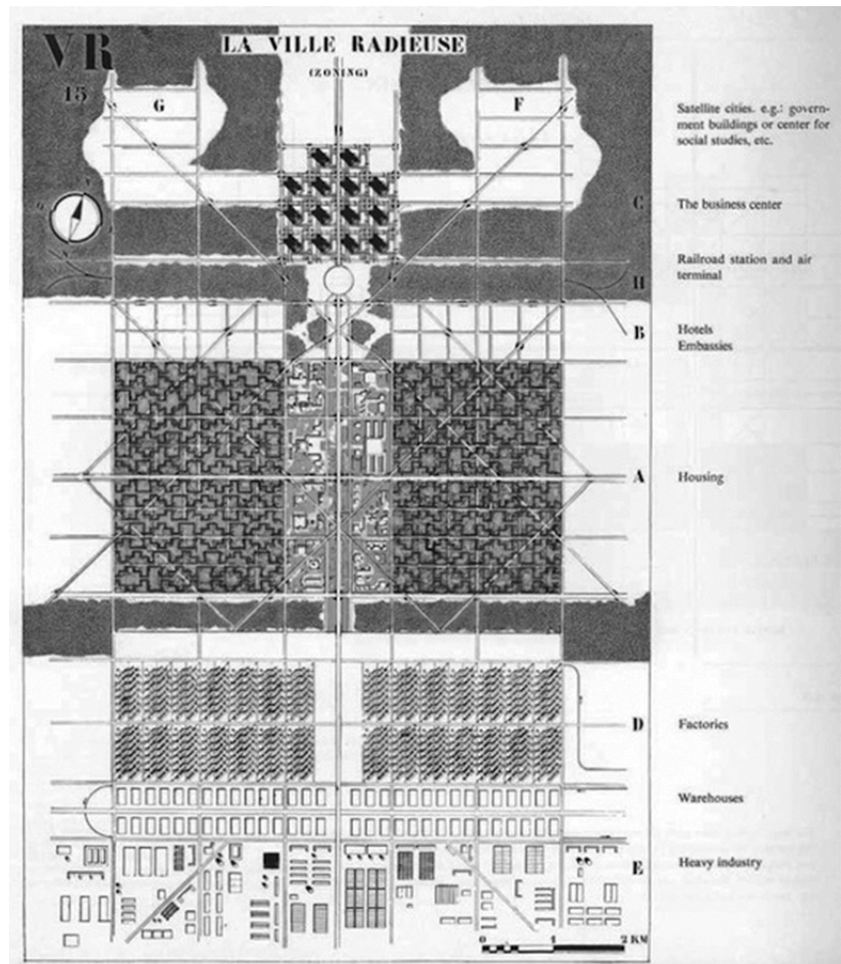 VR
15
LA VILLE RADIEUSE
(ZONING)
G
F
Satellite cities. e.g.: govern-
ment buildings or center for
social studies, etc.
C
The business center
Railroad station and air
terminal
H
B
Hotels
Embassies
A
Housing
D
Factories
Warehouses
E
Heavy industry
0 1 2 KM